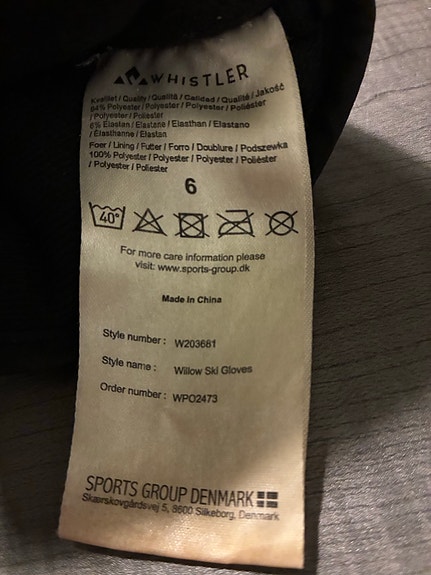 WHISTLER
Kvalitet / Quality / Qualità / Calidad / Qualité / Jakość
94% Polyester / Polyester / Polyester / Poliéster
/ Polyester / Poliester
6% Elastan / Elastane / Elasthan / Elastano
/ Élasthanne / Elastan
Foer / Lining / Futter / Forro / Doublure / Podszewka
100% Polyester / Polyester / Polyester / Poliéster
/ Polyester / Poliester
6
40°
For more care information please
visit: www.sports-group.dk
Made in China
Style number : W203681
Style name : Willow Ski Gloves
Order number : WPO2473
SPORTS GROUP DENMARK
Skærskovgårdsvej 5, 8600 Silkeborg, Denmark